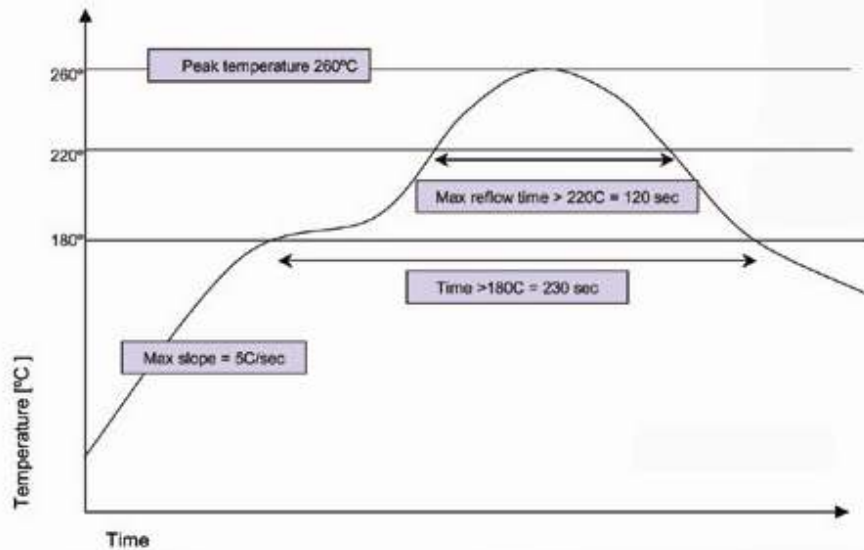 Peak temperature 260ºC
260º
220º
Max reflow time > 220C = 120 sec
180º
Time >180C = 230 sec
Max slope = 5C/sec
Temperature [ºC ]
Time